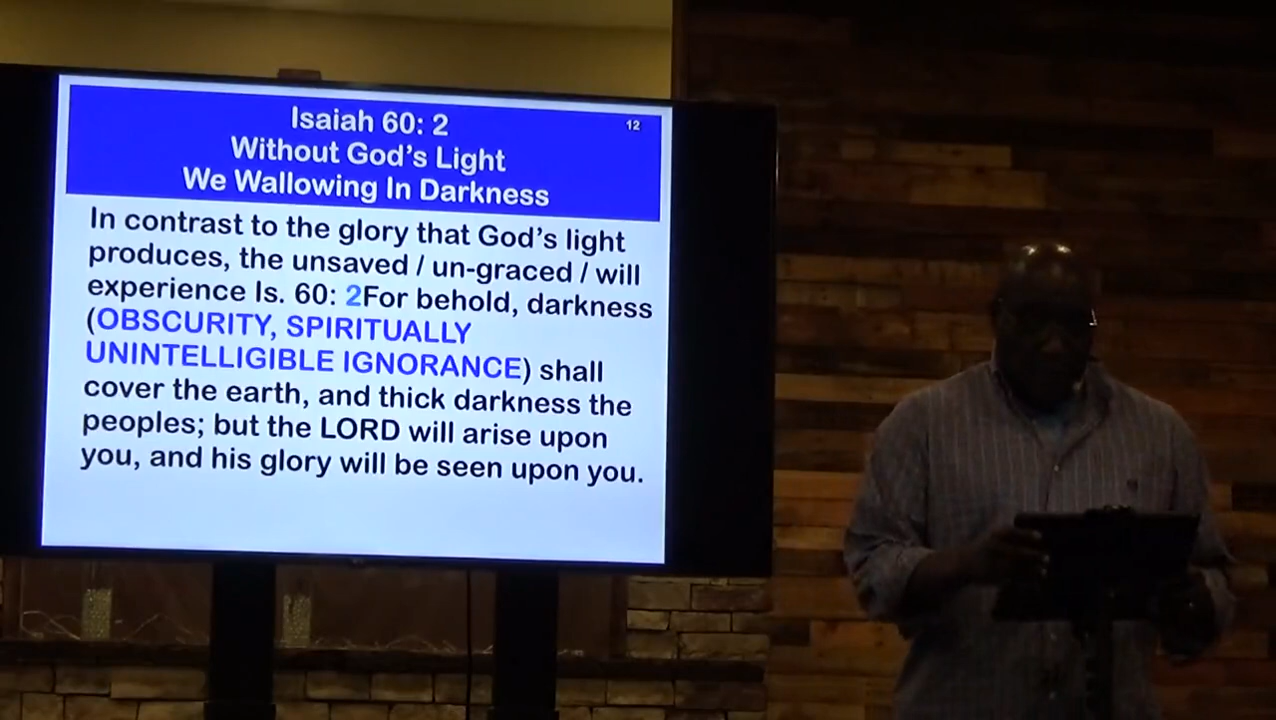 Isaiah 60: 2
12
Without God's Light
We Wallowing In Darkness
In contrast to the glory that God's light
produces, the unsaved / un-graced / will
experience Is. 60: 2For behold, darkness
(OBSCURITY, SPIRITUALLY
UNINTELLIGIBLE IGNORANCE) shall
cover the earth, and thick darkness the
peoples; but the LORD will arise upon
you, and his glory will be seen upon you.